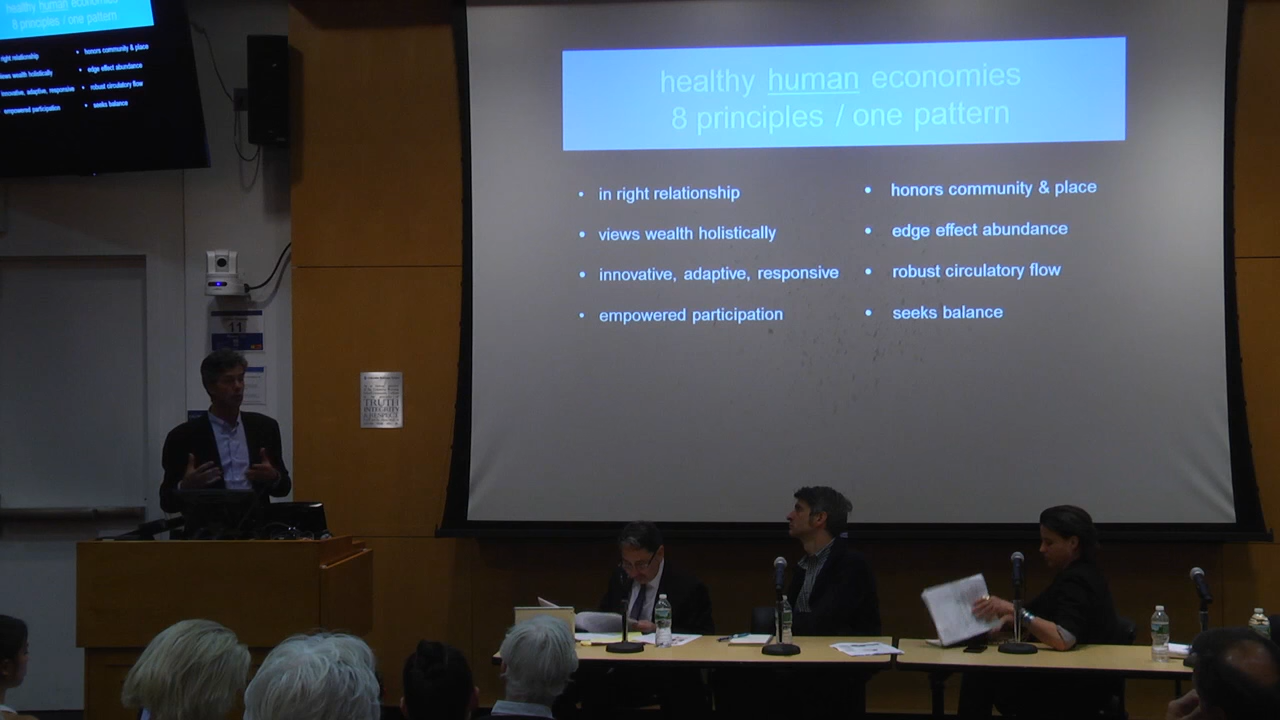 healthy human economies
8 principles / one pattern
right relationship
views wealth holistically
innovative, adaptive, responsive
empowered participation
• honors community & place
• edge effect abundance
• robust circulatory flow
• seeks balance
healthy human economies
8 principles / one pattern
• in right relationship
• views wealth holistically
• innovative, adaptive, responsive
• empowered participation
• honors community & place
• edge effect abundance
• robust circulatory flow
• seeks balance
11
TRUTH
INTEGRITY
& RESPECT